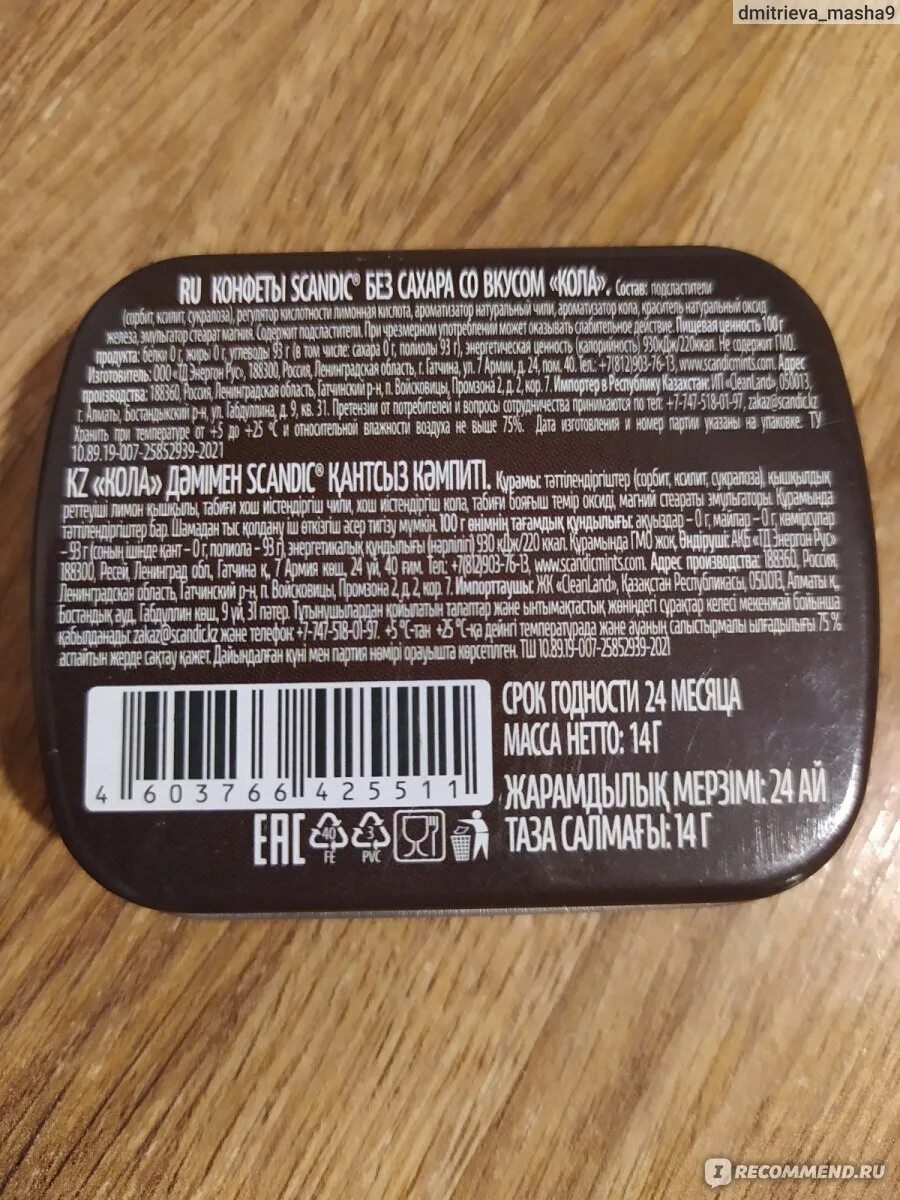 dmitrieva_masha9
RU КОНФЕТЫ SCANDIC® БЕЗ САХАРА СО ВКУСОМ «КОЛА». Состав: подсластители
(сорбит, ксилит, сукралоза), регулятор кислотности лимонная кислота, ароматизатор натуральный чили, ароматизатор кола, краситель натуральный оксид
железа, эмульгатор стеарат магния. Содержит подсластители. При чрезмерном употреблении может оказывать слабительное действие. Пищевая ценность 100 г
продукта: белки 0 г, жиры 0 г, углеводы 93 г (в том числе: сахара 0 г, полиолы 93 г), энергетическая ценность (калорийность) 930кДж/220ккал. Не содержит ГМО.
Изготовитель: ООО «ТД Энергон Рус», 188300, Россия, Ленинградская область, г. Гатчина, ул. 7 Армии, д. 24, пом. 40. Тел.: +7(812)903-76-13, www.scandicmints.com. Адрес
производства: 188360, Россия, Ленинградская область, Гатчинский р-н, п. Войсковицы, Промзона 2, д. 2, кор. 7. Импортер в Республику Казахстан: ИП «CleanLand», 050013,
г. Алматы, Бостандыкский р-н, ул. Габдуллина, д. 9, кв. 31. Претензии от потребителей и вопросы сотрудничества принимаются по тел: +7-747-518-01-97, zakaz@scandic.kz
Хранить при температуре от +5 до +25 °С и относительной влажности воздуха не выше 75%. Дата изготовления и номер партии указаны на упаковке. ТУ
10.89.19-007-25852939-2021
KZ «КОЛА» ДӘМІМЕН SCANDIC® ҚАНТСЫЗ КӘМПИТІ. Құрамы: тәттілендіргіштер (сорбит, ксилит, сукралоза), қышқылдық
реттеуіші лимон қышқылы, табиғи хош иістендіргіш чили, хош иістендіргіш кола, табиғи бояғыш темір оксиді, магний стеараты эмульгаторы. Құрамында
тәттілендіргіштер бар. Шамадан тыс қолдану іш өткізгіш әсер тигізу мүмкін. 100 г өнімнің тағамдық құндылығы: ақуыздар – 0 г, майлар – 0 г, көмірсулар
– 93 г (соның ішінде қант – 0 г, полиола – 93 г), энергетикалық құндылығы (нәрлілігі) 930 кДж/220 ккал. Құрамында ГМО жоқ. Өндіруші: АКБ «ТД Энергон Рус»
188300, Ресей, Ленинград обл, Гатчина к, 7 Армия көш, 24 үй, 40 ғим. Тел.: +7(812)903-76-13, www.scandicmints.com. Адрес производства: 188360, Россия,
Ленинградская область, Гатчинский р-н, п. Войсковицы, Промзона 2, д. 2, кор. 7. Импорттаушы: ЖК «CleanLand», Қазақстан Республикасы, 050013, Алматы қ.,
Бостандық ауд., Габдуллин көш., 9 үй, 31 пәтер. Тұтынушылардан қойылатын талаптар және ынтымақтастық жөніндегі сұрақтар келесі мекенжай бойынша
қабылданады: zakaz@scandic.kz және телефон: +7-747-518-01-97. +5 °С-тан +25 °С-қа дейінгі температурада және ауаның салыстырмалы ылғалдылығы 75 %
аспайтын жерде сақтау қажет. Дайындалған күні мен партия нөмірі орауышта көрсетілген. ТШ 10.89.19-007-25852939-2021
СРОК ГОДНОСТИ 24 МЕСЯЦА
МАССА НЕТТО: 14 Г
ЖАРАМДЫЛЫҚ МЕРЗІМІ: 24 АЙ
ТАЗА САЛМАҒЫ: 14 Г
4 603766 425511
EAC 40 FE 3 PVC
IRECOMMEND.RU